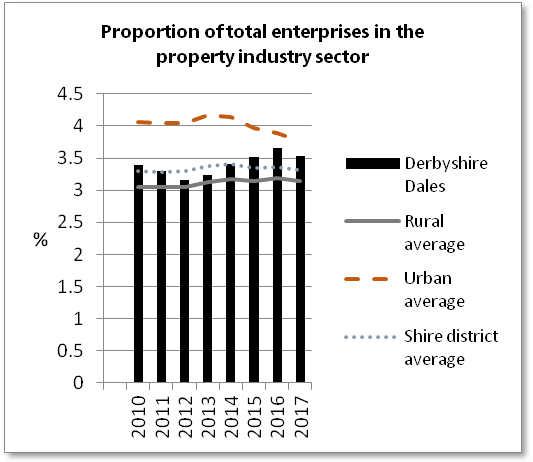 Proportion of total enterprises in the
property industry sector
4.5
4
3.5
3
2.5
2
1.5
1
0.5
0
%
2010
2011
2012
2013
2014
2015
2016
2017
Derbyshire
Dales
Rural
average
Urban
average
Shire district
average